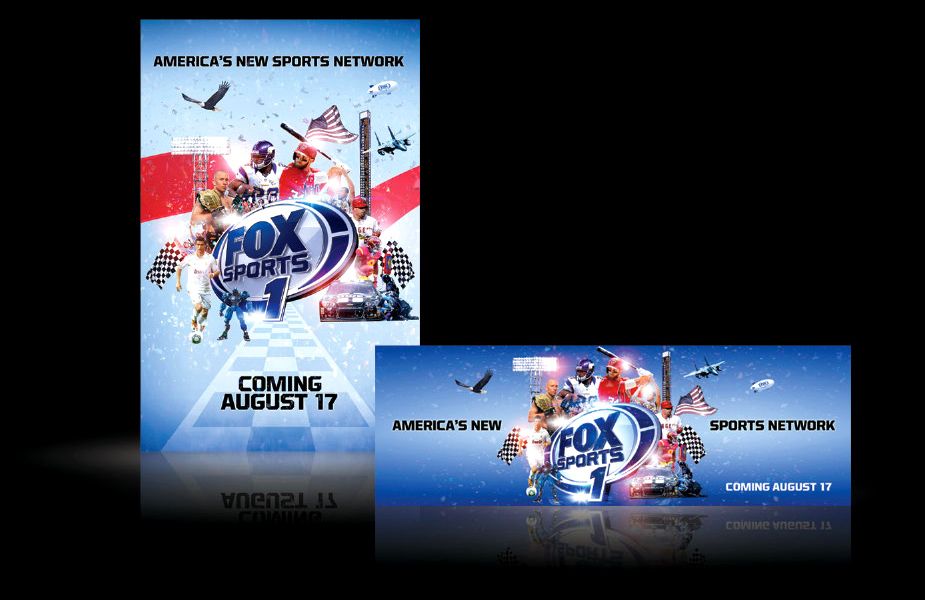 AMERICA'S NEW SPORTS NETWORK
FOX
SPORTS
1
COMING
AUGUST 17
AMERICA'S NEW
SPORTS NETWORK
FOX
SPORTS
1
COMING AUGUST 17